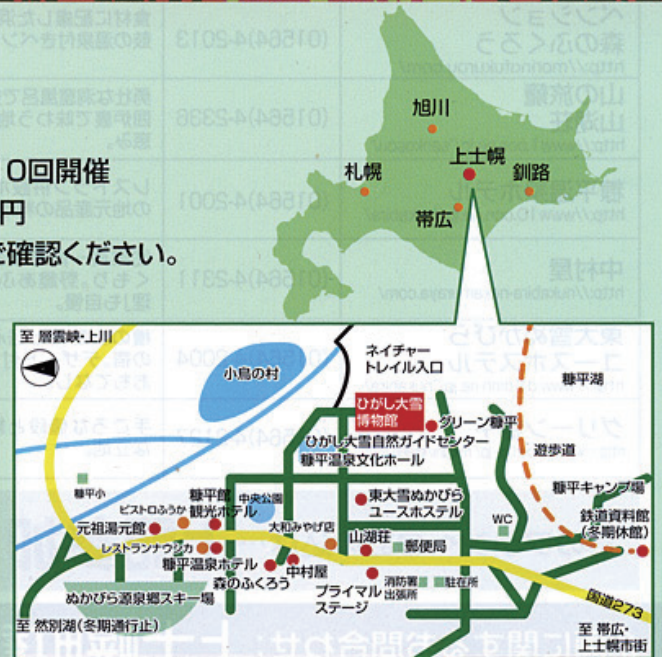 旭川
上士幌
札幌
釧路
帯広
0回開催
円
ご確認ください。
至 層雲峡・上川
小鳥の村
ネイチャー
トレイル入口
糠平湖
ひがし大雪
博物館
グリーン糠平
ひがし大雪自然ガイドセンター
糠平温泉文化ホール
遊歩道
糠平キャンプ場
糠平小
ビストロふうか
糠平館
観光ホテル
中央公園
東大雪ぬかびら
ユースホステル
WC
鉄道資料館
(冬期休館)
元祖湯元館
大和みやげ店
山湖荘
郵便局
レストランナウジカ
糠平温泉ホテル
中村屋
森のふくろう
プライマル
ステージ
消防署
出張所
駐在所
ぬかびら源泉郷スキー場
国道273
至 然別湖(冬期通行止)
至 帯広・
上士幌市街